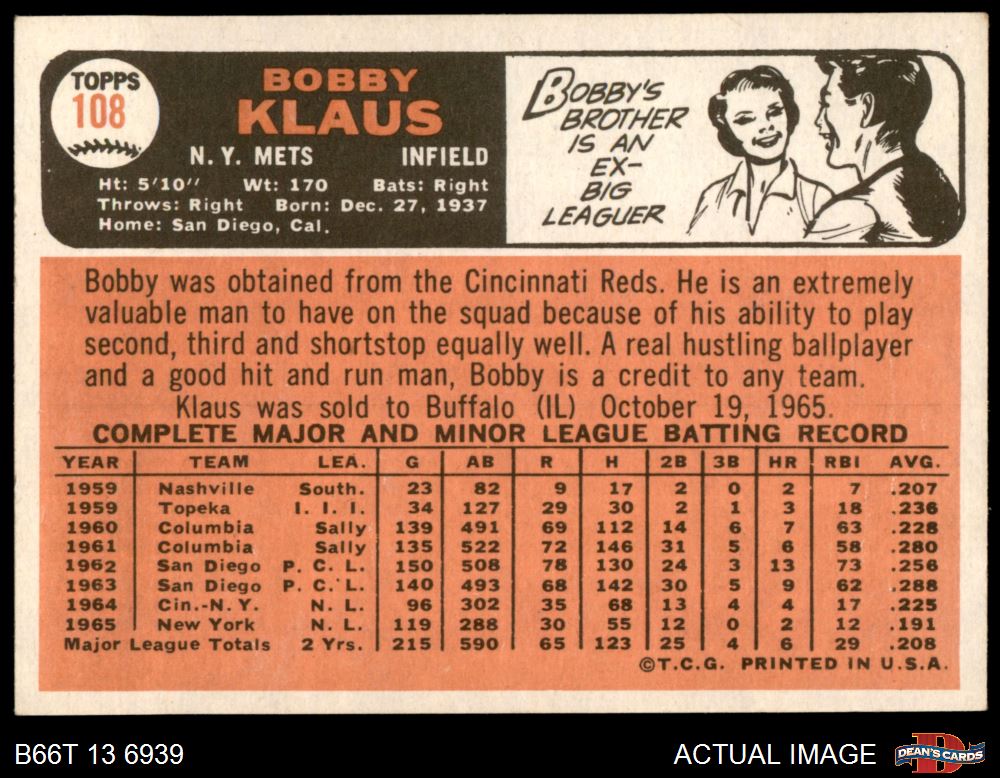 TOPPS
108
BOBBY
KLAUS
N.Y. METS INFIELD
Ht: 5'10" Wt: 170 Bats: Right
Throws: Right Born: Dec. 27, 1937
Home: San Diego, Cal.
BOBBY'S
BROTHER
IS AN
EX-
BIG
LEAGUER
Bobby was obtained from the Cincinnati Reds. He is an extremely
valuable man to have on the squad because of his ability to play
second, third and shortstop equally well. A real hustling ballplayer
and a good hit and run man, Bobby is a credit to any team.
Klaus was sold to Buffalo (IL) October 19, 1965.
COMPLETE MAJOR AND MINOR LEAGUE BATTING RECORD
YEAR TEAM LEA. G AB R H 2B 3B HR RBI AVG.
1959 Nashville South. 23 82 9 17 2 0 2 7 .207
1959 Topeka I. I. I. 34 127 29 30 2 1 3 18 .236
1960 Columbia Sally 139 491 69 112 14 6 7 63 .228
1961 Columbia Sally 135 522 72 146 31 5 6 58 .280
1962 San Diego P. C. L. 150 508 78 130 24 3 13 73 .256
1963 San Diego P. C. L. 140 493 68 142 30 5 9 62 .288
1964 Cin.-N. Y. N. L. 96 302 35 68 13 4 4 17 .225
1965 New York N. L. 119 288 30 55 12 0 2 12 .191
Major League Totals 2 Yrs. 215 590 65 123 25 4 6 29 .208
©T.C.G. PRINTED IN U.S.A.
B66T 13 6939 ACTUAL IMAGE DEAN'S CARDS